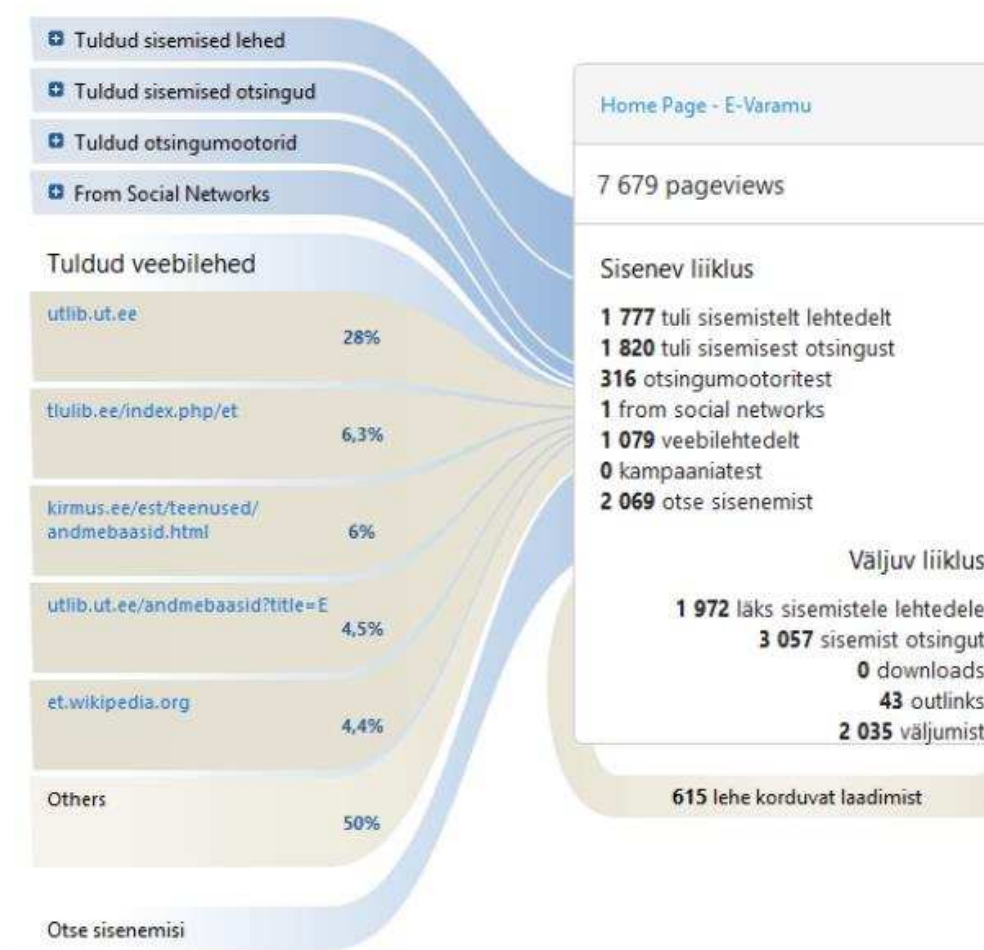 Tuldud sisemised lehed
Tuldud sisemised otsingud
Tuldud otsingumootorid
From Social Networks
Tuldud veebilehed
utlib.ut.ee
28%
tlulib.ee/index.php/et
6,3%
kirmus.ee/est/teenused/
andmebaasid.html
6%
utlib.ut.ee/andmebaasid?title=E
4,5%
et.wikipedia.org
4,4%
Others
50%
Otse sisenemisi
Home Page - E-Varamu
7 679 pageviews
Sisenev liiklus
1 777 tuli sisemistelt lehtedelt
1 820 tuli sisemisest otsingust
316 otsingumootoritest
1 from social networks
1 079 veebilehtedelt
0 kampaaniatest
2 069 otse sisenemist
Väljuv liiklus
1 972 läks sisemistele lehtedele
3 057 sisemist otsingut
0 downloads
43 outlinks
2 035 väljumist
615 lehe korduvat laadimist